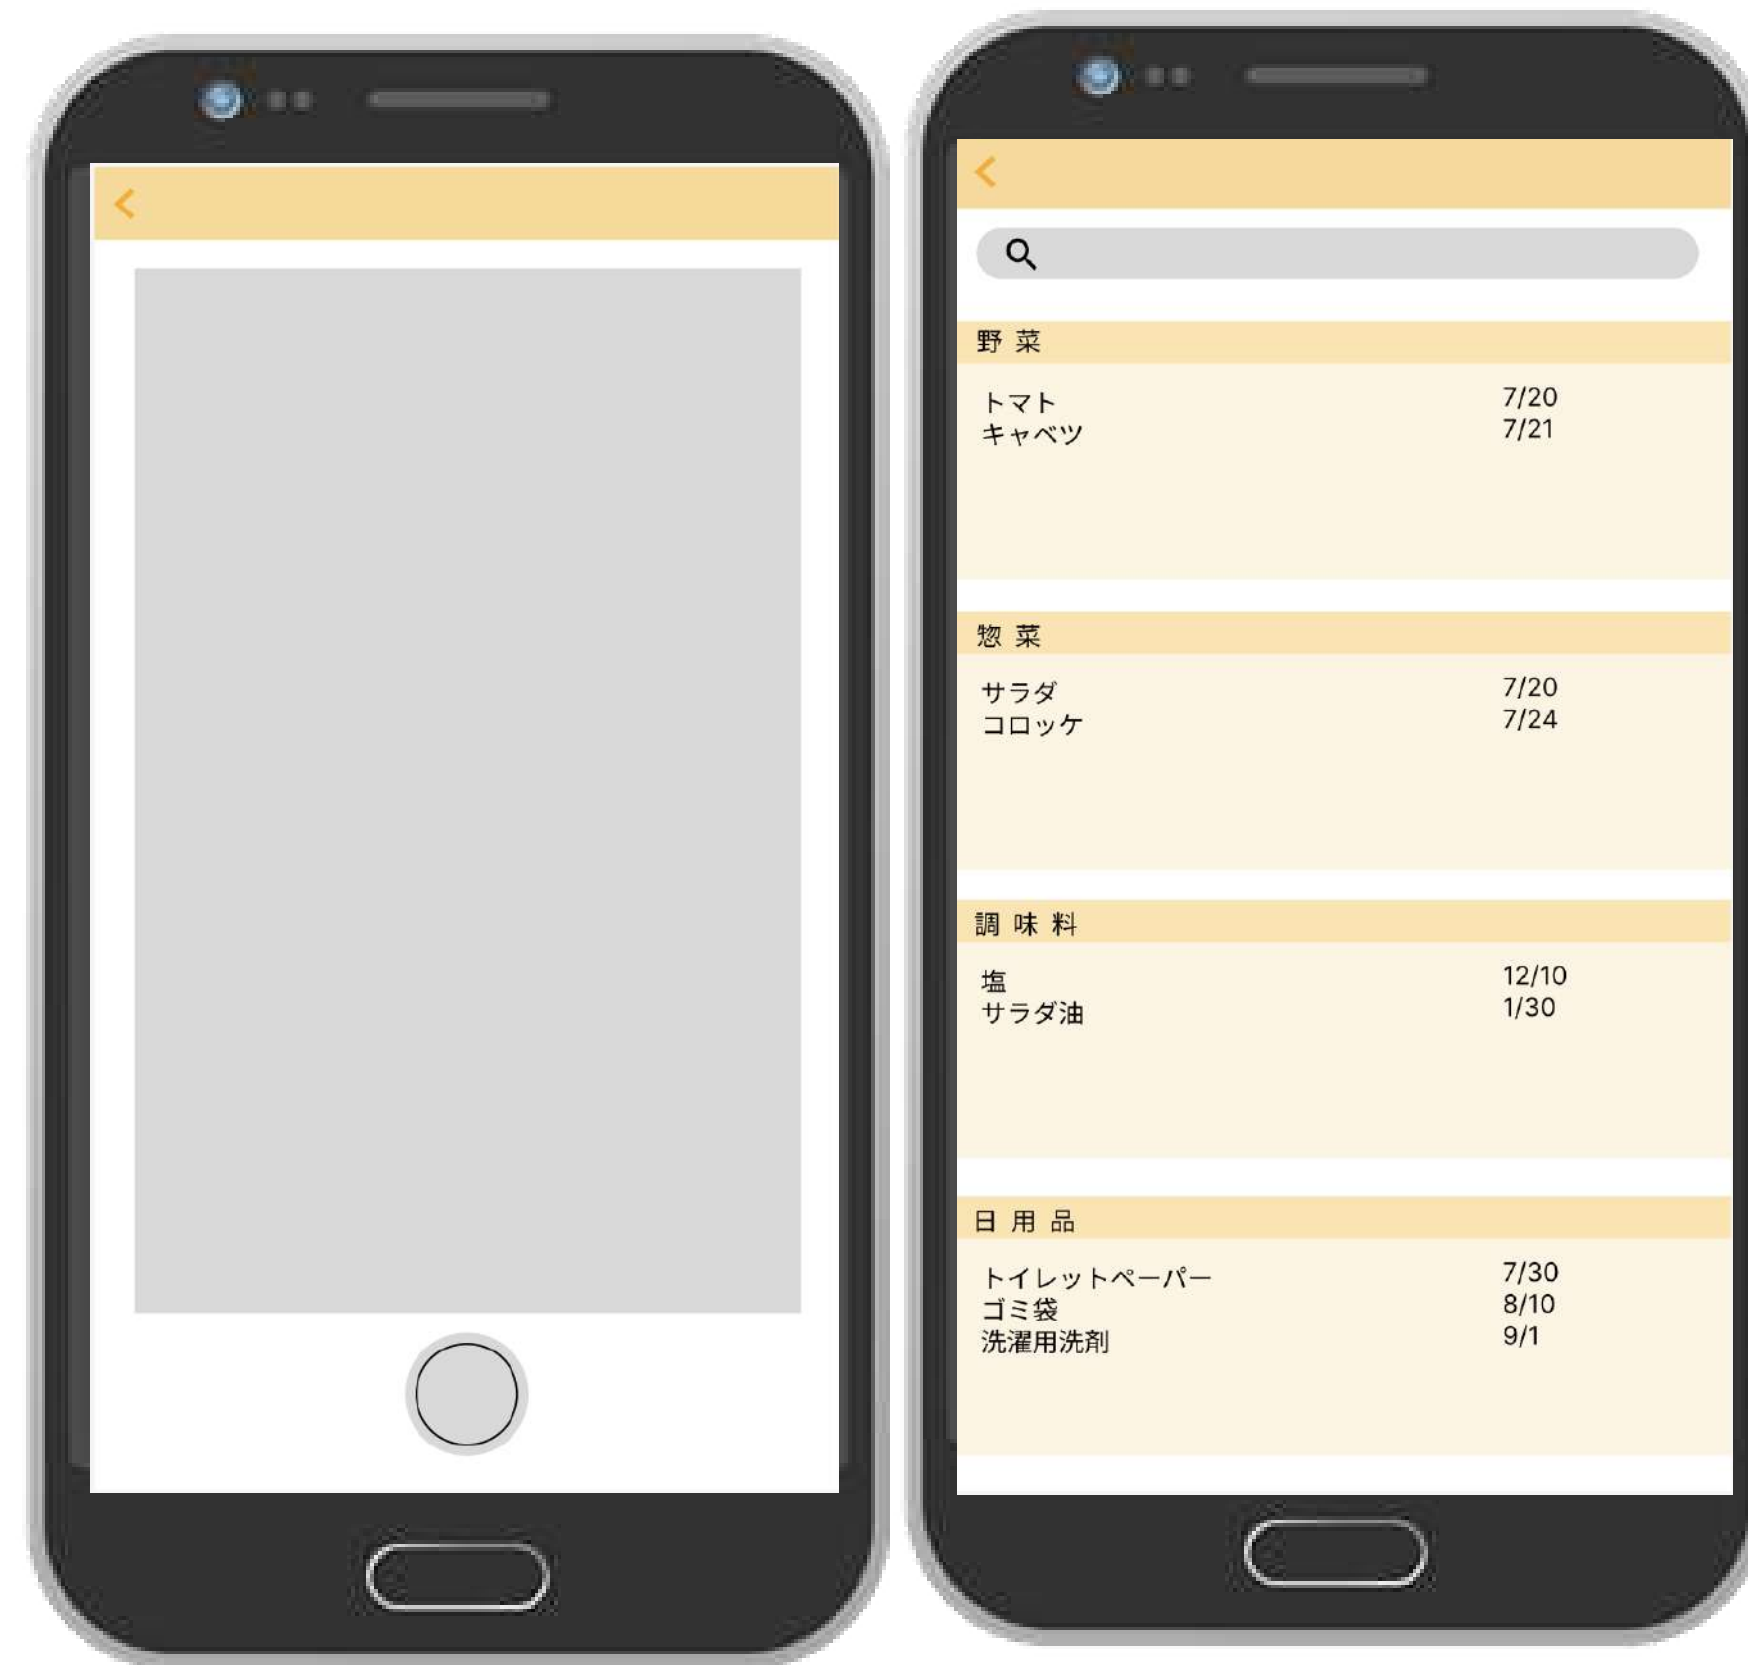 野菜
トマト 7/20
キャベツ 7/21
惣菜
サラダ 7/20
コロッケ 7/24
調味料
塩 12/10
サラダ油 1/30
日用品
トイレットペーパー 7/30
ゴミ袋 8/10
洗濯用洗剤 9/1